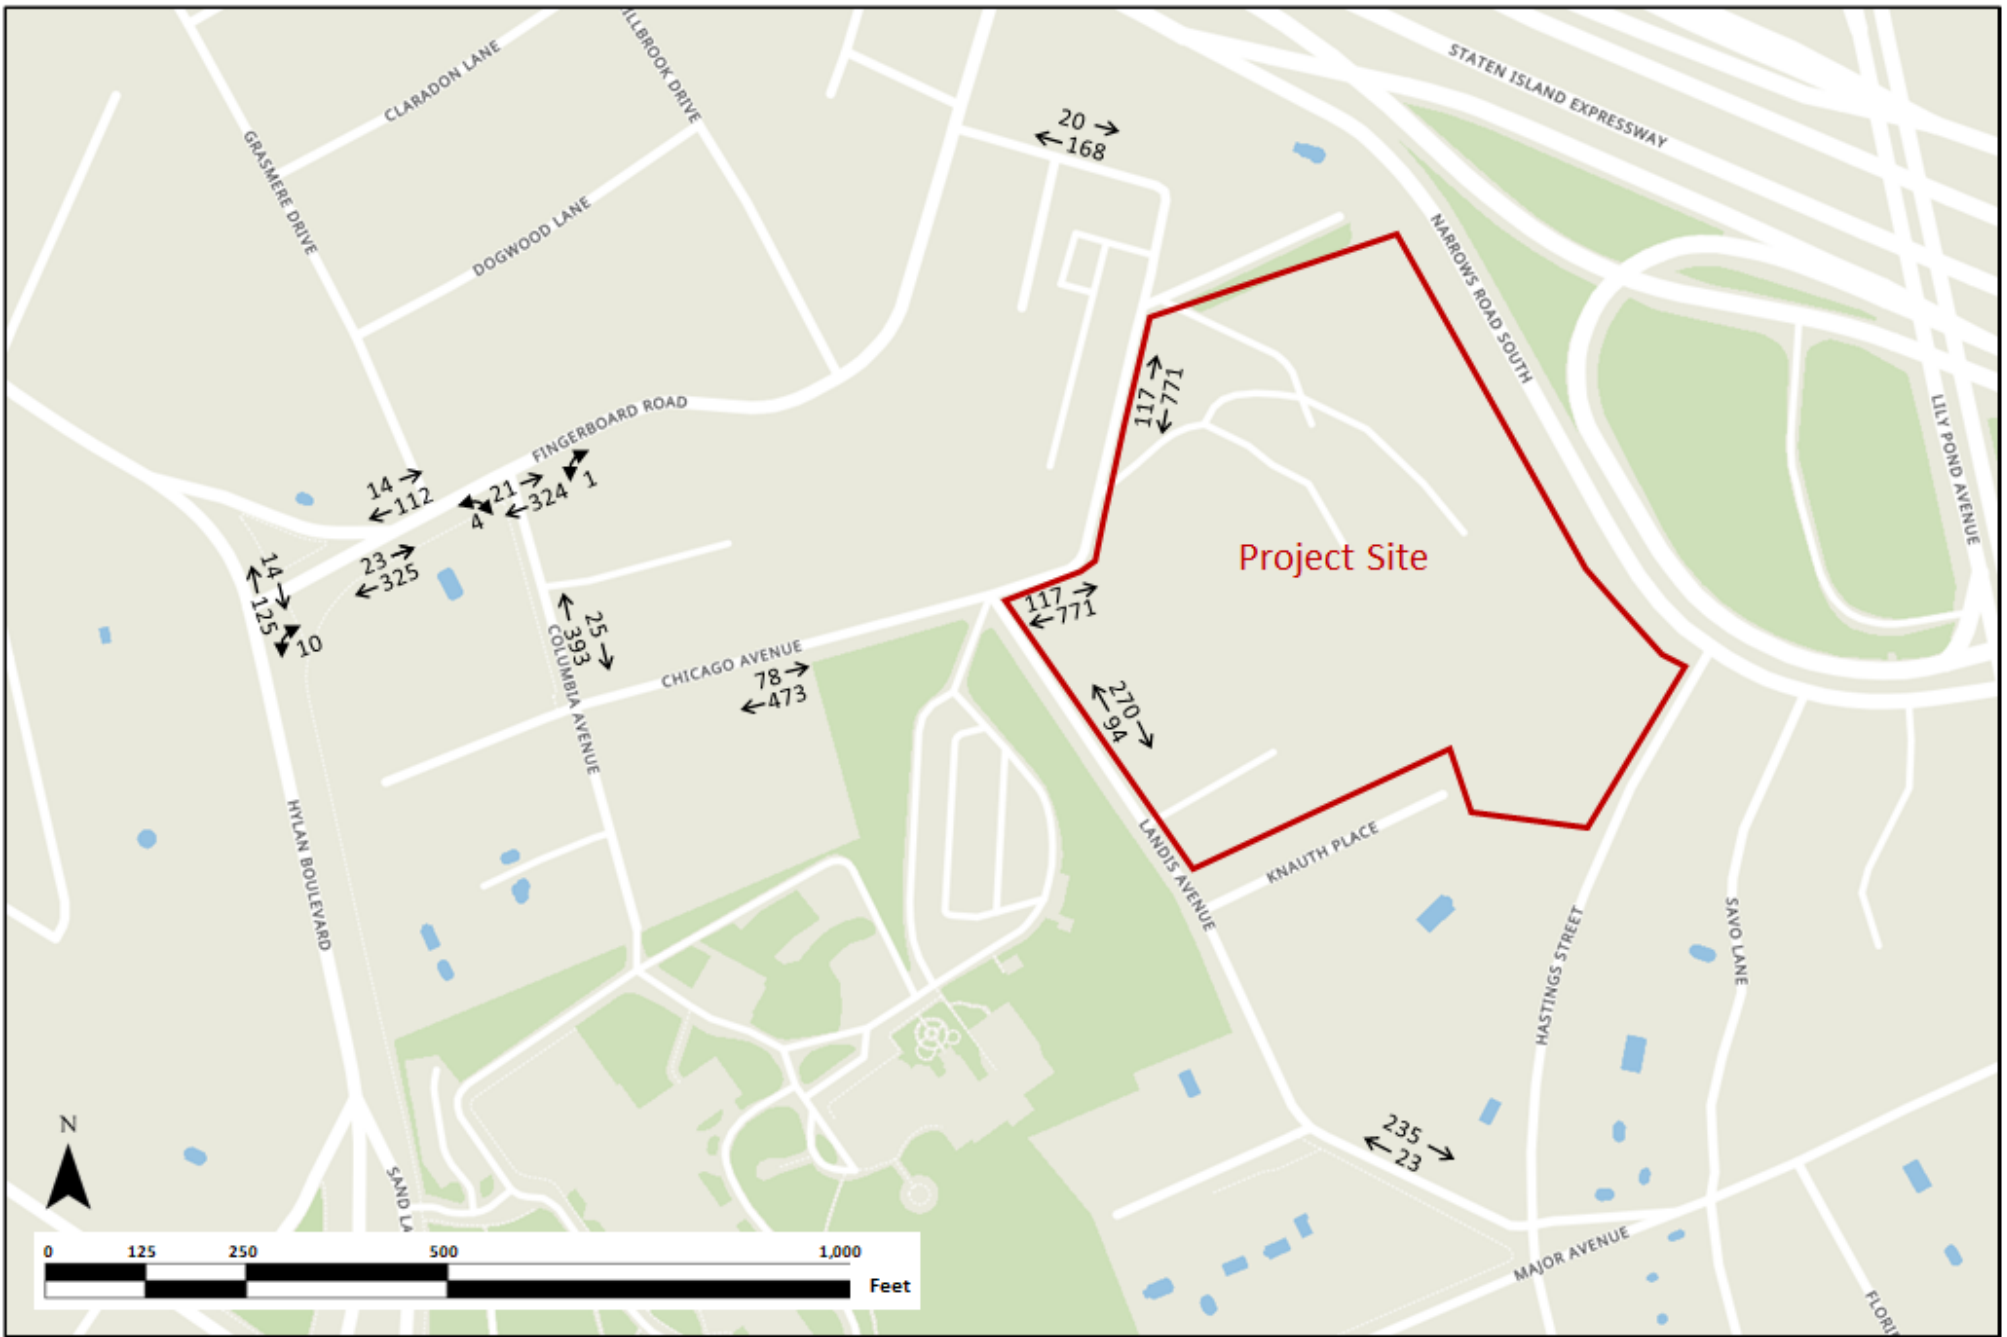 STATEN ISLAND EXPRESSWAY
CLARADON LANE
ILLBROOK DRIVE
20 →
← 168
GRASMERE DRIVE
DOGWOOD LANE
NARROWS ROAD SOUTH
LILY POND AVENUE
117 →
← 771
FINGERBOARD ROAD
14 →
← 112
21 →
← 324
1
4
23 →
← 325
14 →
← 125
10
Project Site
117 →
← 771
25 →
← 393
COLUMBIA AVENUE
CHICAGO AVENUE
78 →
← 473
270 →
← 94
LANDIS AVENUE
KNAUTH PLACE
HYLAN BOULEVARD
HASTINGS STREET
SAVO LANE
235 →
← 23
N
SAND LA
MAJOR AVENUE
FLORI
0 125 250 500 1,000
Feet